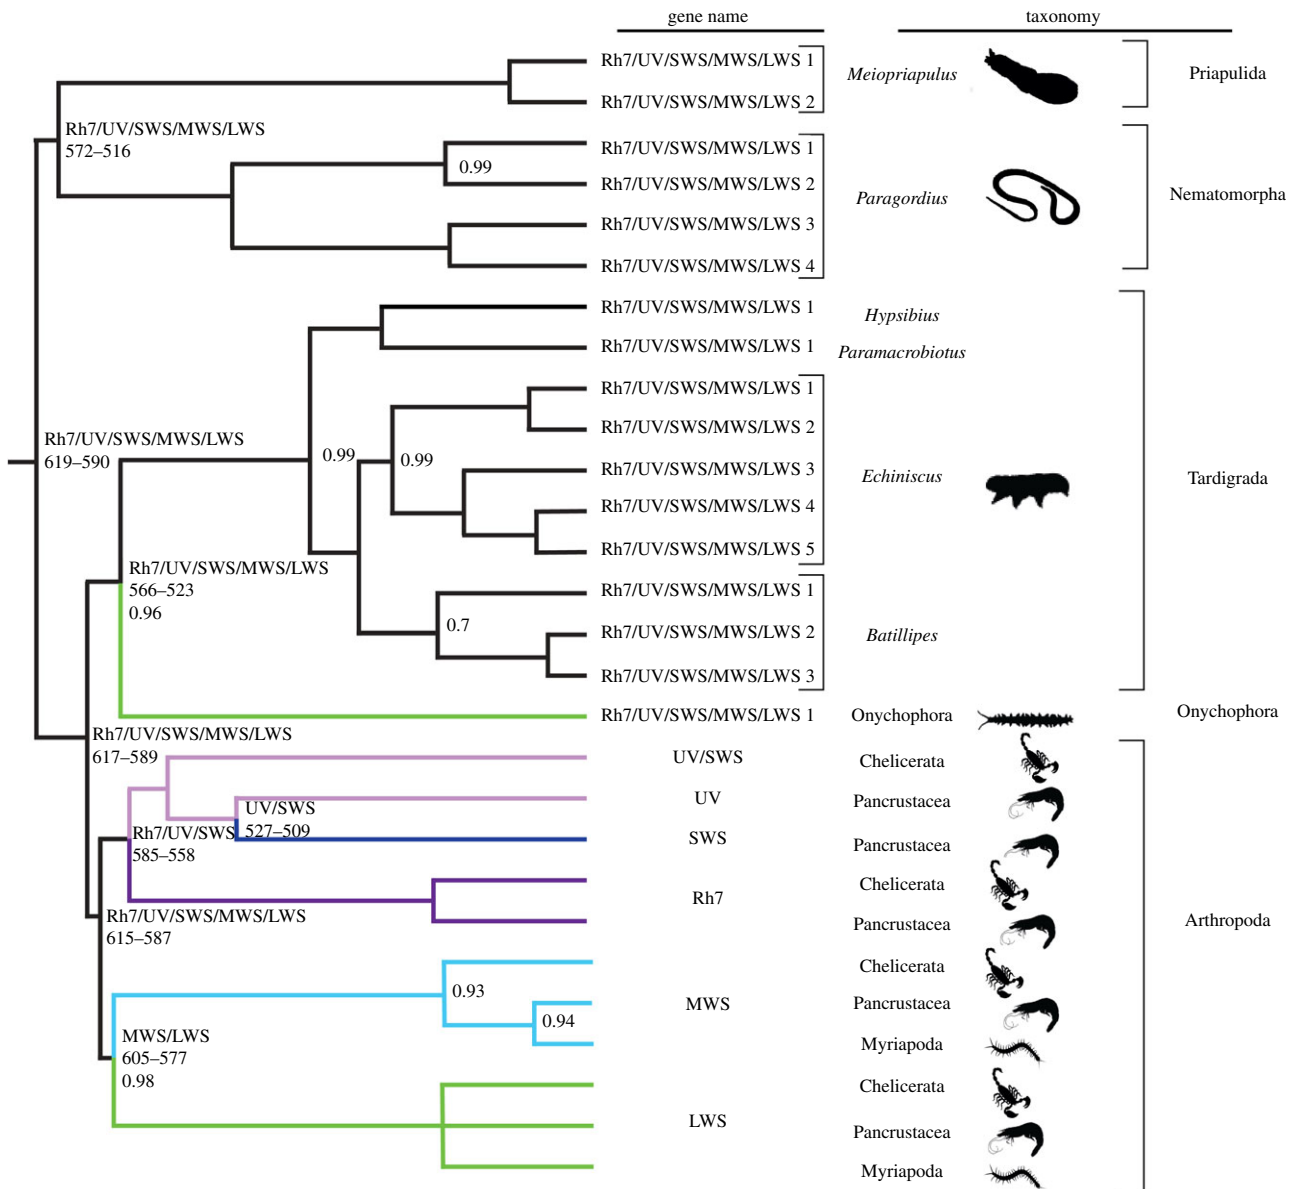 gene name
taxonomy
Rh7/UV/SWS/MWS/LWS 1
Rh7/UV/SWS/MWS/LWS 2
Meiopriapulus
Priapulida
Rh7/UV/SWS/MWS/LWS
572–516
Rh7/UV/SWS/MWS/LWS 1
0.99
Rh7/UV/SWS/MWS/LWS 2
Rh7/UV/SWS/MWS/LWS 3
Rh7/UV/SWS/MWS/LWS 4
Paragordius
Nematomorpha
Rh7/UV/SWS/MWS/LWS 1
Hypsibius
Rh7/UV/SWS/MWS/LWS 1
Paramacrobiotus
Rh7/UV/SWS/MWS/LWS 1
Rh7/UV/SWS/MWS/LWS 2
Rh7/UV/SWS/MWS/LWS
619–590
0.99
0.99
Rh7/UV/SWS/MWS/LWS 3
Rh7/UV/SWS/MWS/LWS 4
Rh7/UV/SWS/MWS/LWS 5
Echiniscus
Tardigrada
Rh7/UV/SWS/MWS/LWS
566–523
0.96
Rh7/UV/SWS/MWS/LWS 1
0.7
Rh7/UV/SWS/MWS/LWS 2
Rh7/UV/SWS/MWS/LWS 3
Batillipes
Rh7/UV/SWS/MWS/LWS 1
Onychophora
Onychophora
Rh7/UV/SWS/MWS/LWS
617–589
UV/SWS
Chelicerata
UV
Pancrustacea
UV/SWS
527–509
SWS
Pancrustacea
Rh7/UV/SWS
585–558
Rh7
Chelicerata
Pancrustacea
Arthropoda
Rh7/UV/SWS/MWS/LWS
615–587
Chelicerata
0.93
MWS
Pancrustacea
0.94
Myriapoda
MWS/LWS
605–577
0.98
Chelicerata
LWS
Pancrustacea
Myriapoda